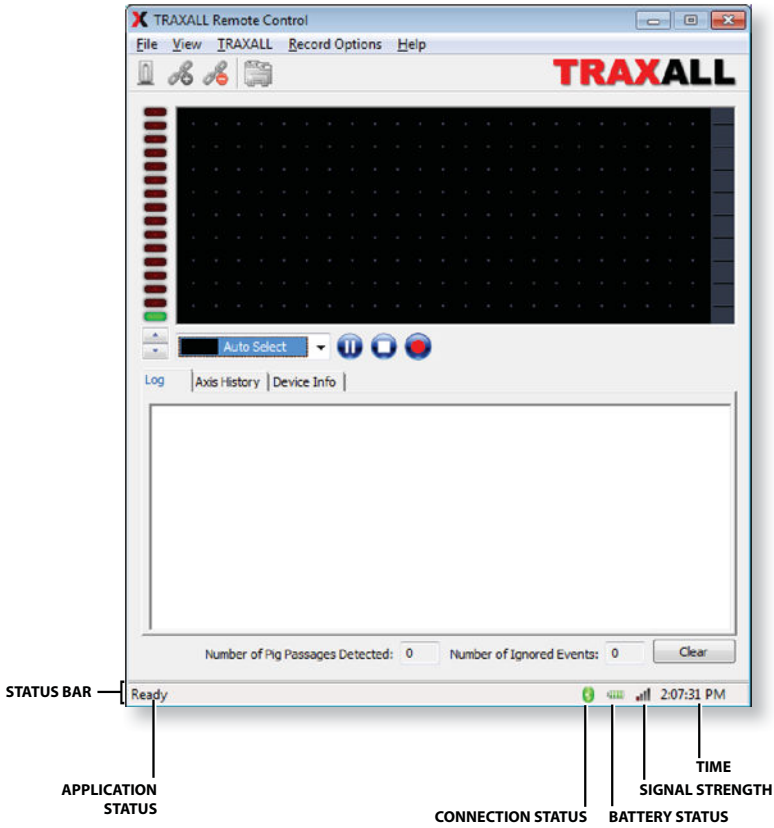 TRAXALL Remote Control
File View TRAXALL Record Options Help
TRAXALL
Auto Select
Log Axis History Device Info
Number of Pig Passages Detected: 0 Number of Ignored Events: 0 Clear
STATUS BAR
Ready 2:07:31 PM
TIME
APPLICATION STATUS
SIGNAL STRENGTH
CONNECTION STATUS BATTERY STATUS